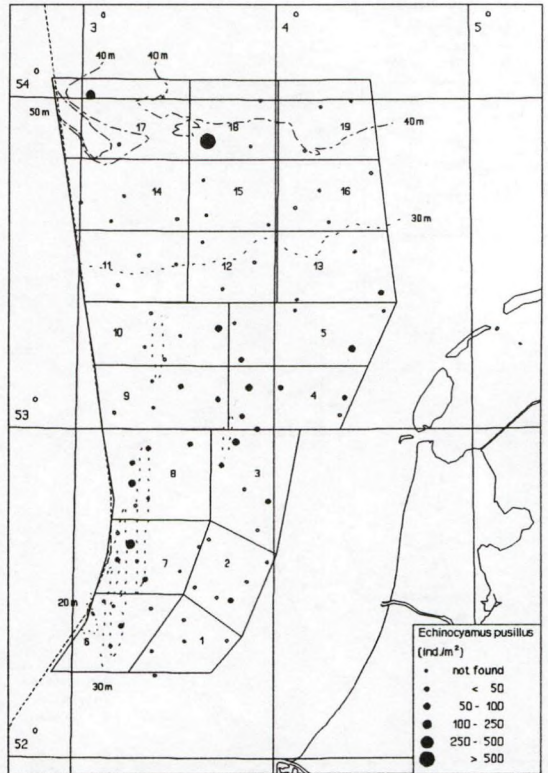 3° 4° 5°
40 m 40 m
54°
50 m
17 18 19 40 m
14 15 16
30 m
11 12 13
10 5
9 4
53°
8 3
7 2
20 m
6 1
30 m
52°
Echinocyamus pusillus
(ind./m²)
not found
< 50
50 - 100
100 - 250
250 - 500
> 500